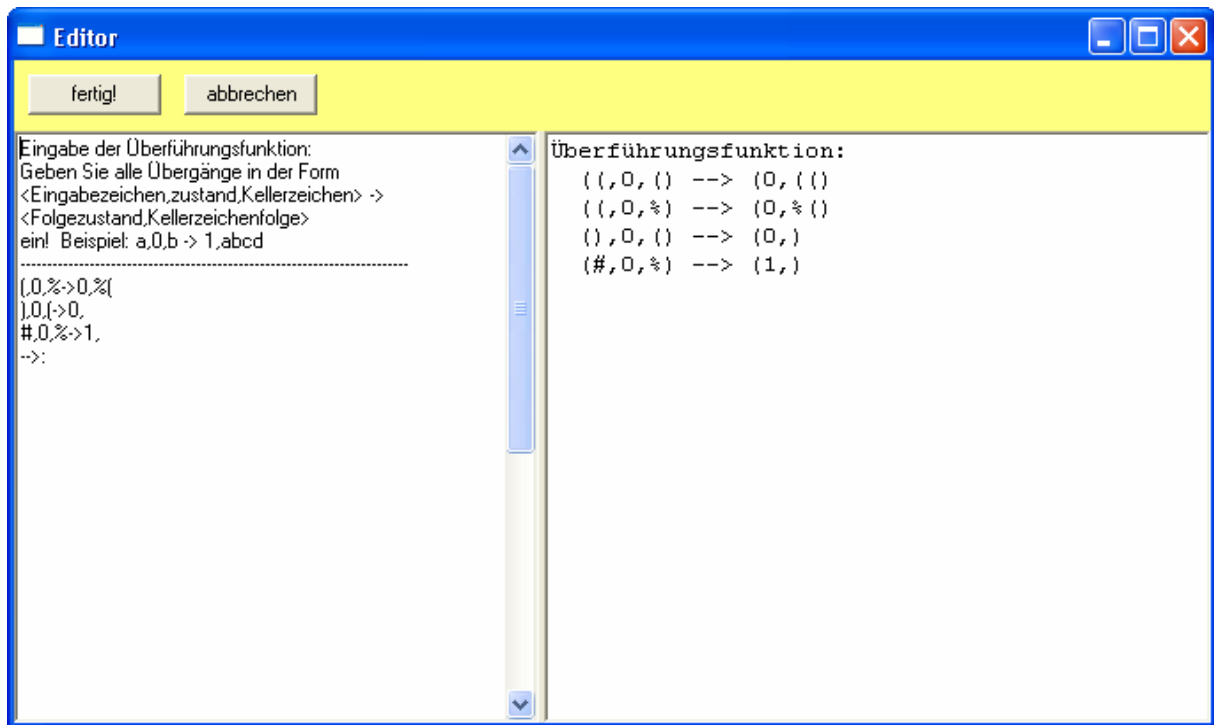 Editor
fertig! abbrechen
Eingabe der Überführungsfunktion:
Geben Sie alle Übergänge in der Form
<Eingabezeichen,zustand,Kellerzeichen> ->
<Folgezustand,Kellerzeichenfolge>
ein! Beispiel: a,0,b -> 1,abcd
--------------------------------------------------------------------------
(,0,%->0,%(
),0,(->0,
#,0,%->1,
-->:
Überführungsfunktion:
((,0,() --> (0,(()
((,0,%) --> (0,%()
(),0,() --> (0,)
(#,0,%) --> (1,)